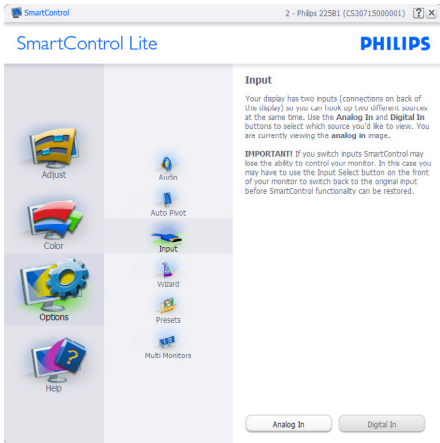 SmartControl
2 - Philips 225B1 (CS30715000001)
SmartControl Lite
PHILIPS
Adjust
Color
Options
Help
Audio
Auto Pivot
Input
Wizard
Presets
Multi Monitors
Input
Your display has two inputs (connections on back of
this display) so you can hook up two different sources
at the same time. Use the Analog In and Digital In
buttons to select which source you'd like to view. You
are currently viewing the analog in image.
IMPORTANT! If you switch inputs SmartControl may
lose the ability to control your monitor. In this case you
may have to use the Input Select button on the front
of your monitor to switch back to the original input
before SmartControl functionality can be restored.
Analog In
Digital In